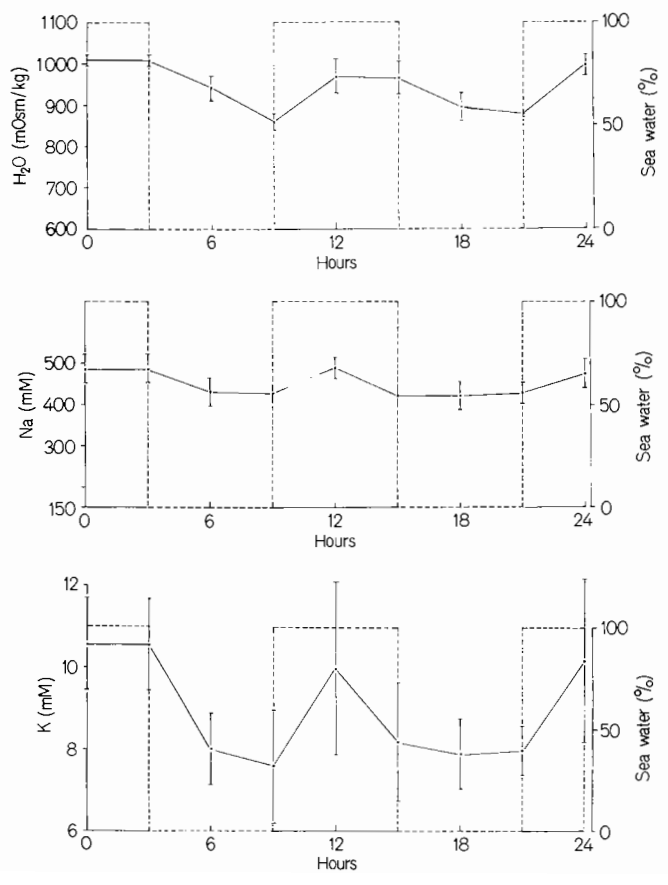 1100
1000
900
800
700
600
H₂O (mOsm/kg)
100
50
0
Sea water (%)
0 6 12 18 24
Hours
500
400
300
150
Na (mM)
100
50
0
Sea water (%)
0 6 12 18 24
Hours
12
10
8
6
K (mM)
100
50
0
Sea water (%)
0 6 12 18 24
Hours